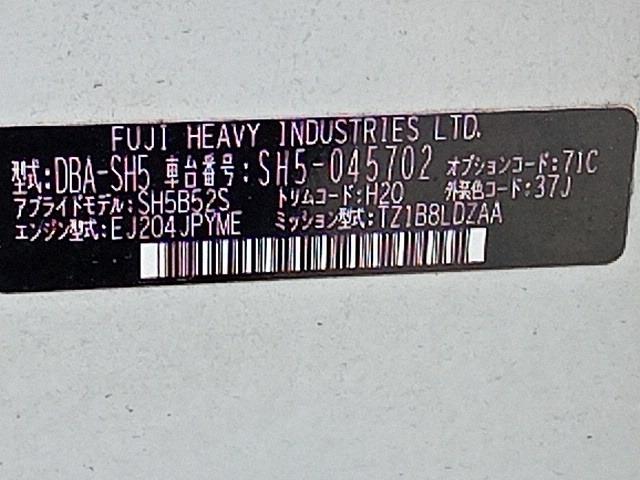 FUJI HEAVY INDUSTRIES LTD.
型式:DBA-SH5 車台番号:SH5-045702 オプションコード:71C
アプライドモデル:SH5B52S トリムコード:H20 外装色コード:37J
エンジン型式:EJ204JPYME ミッション型式:TZ1B8LDZAA